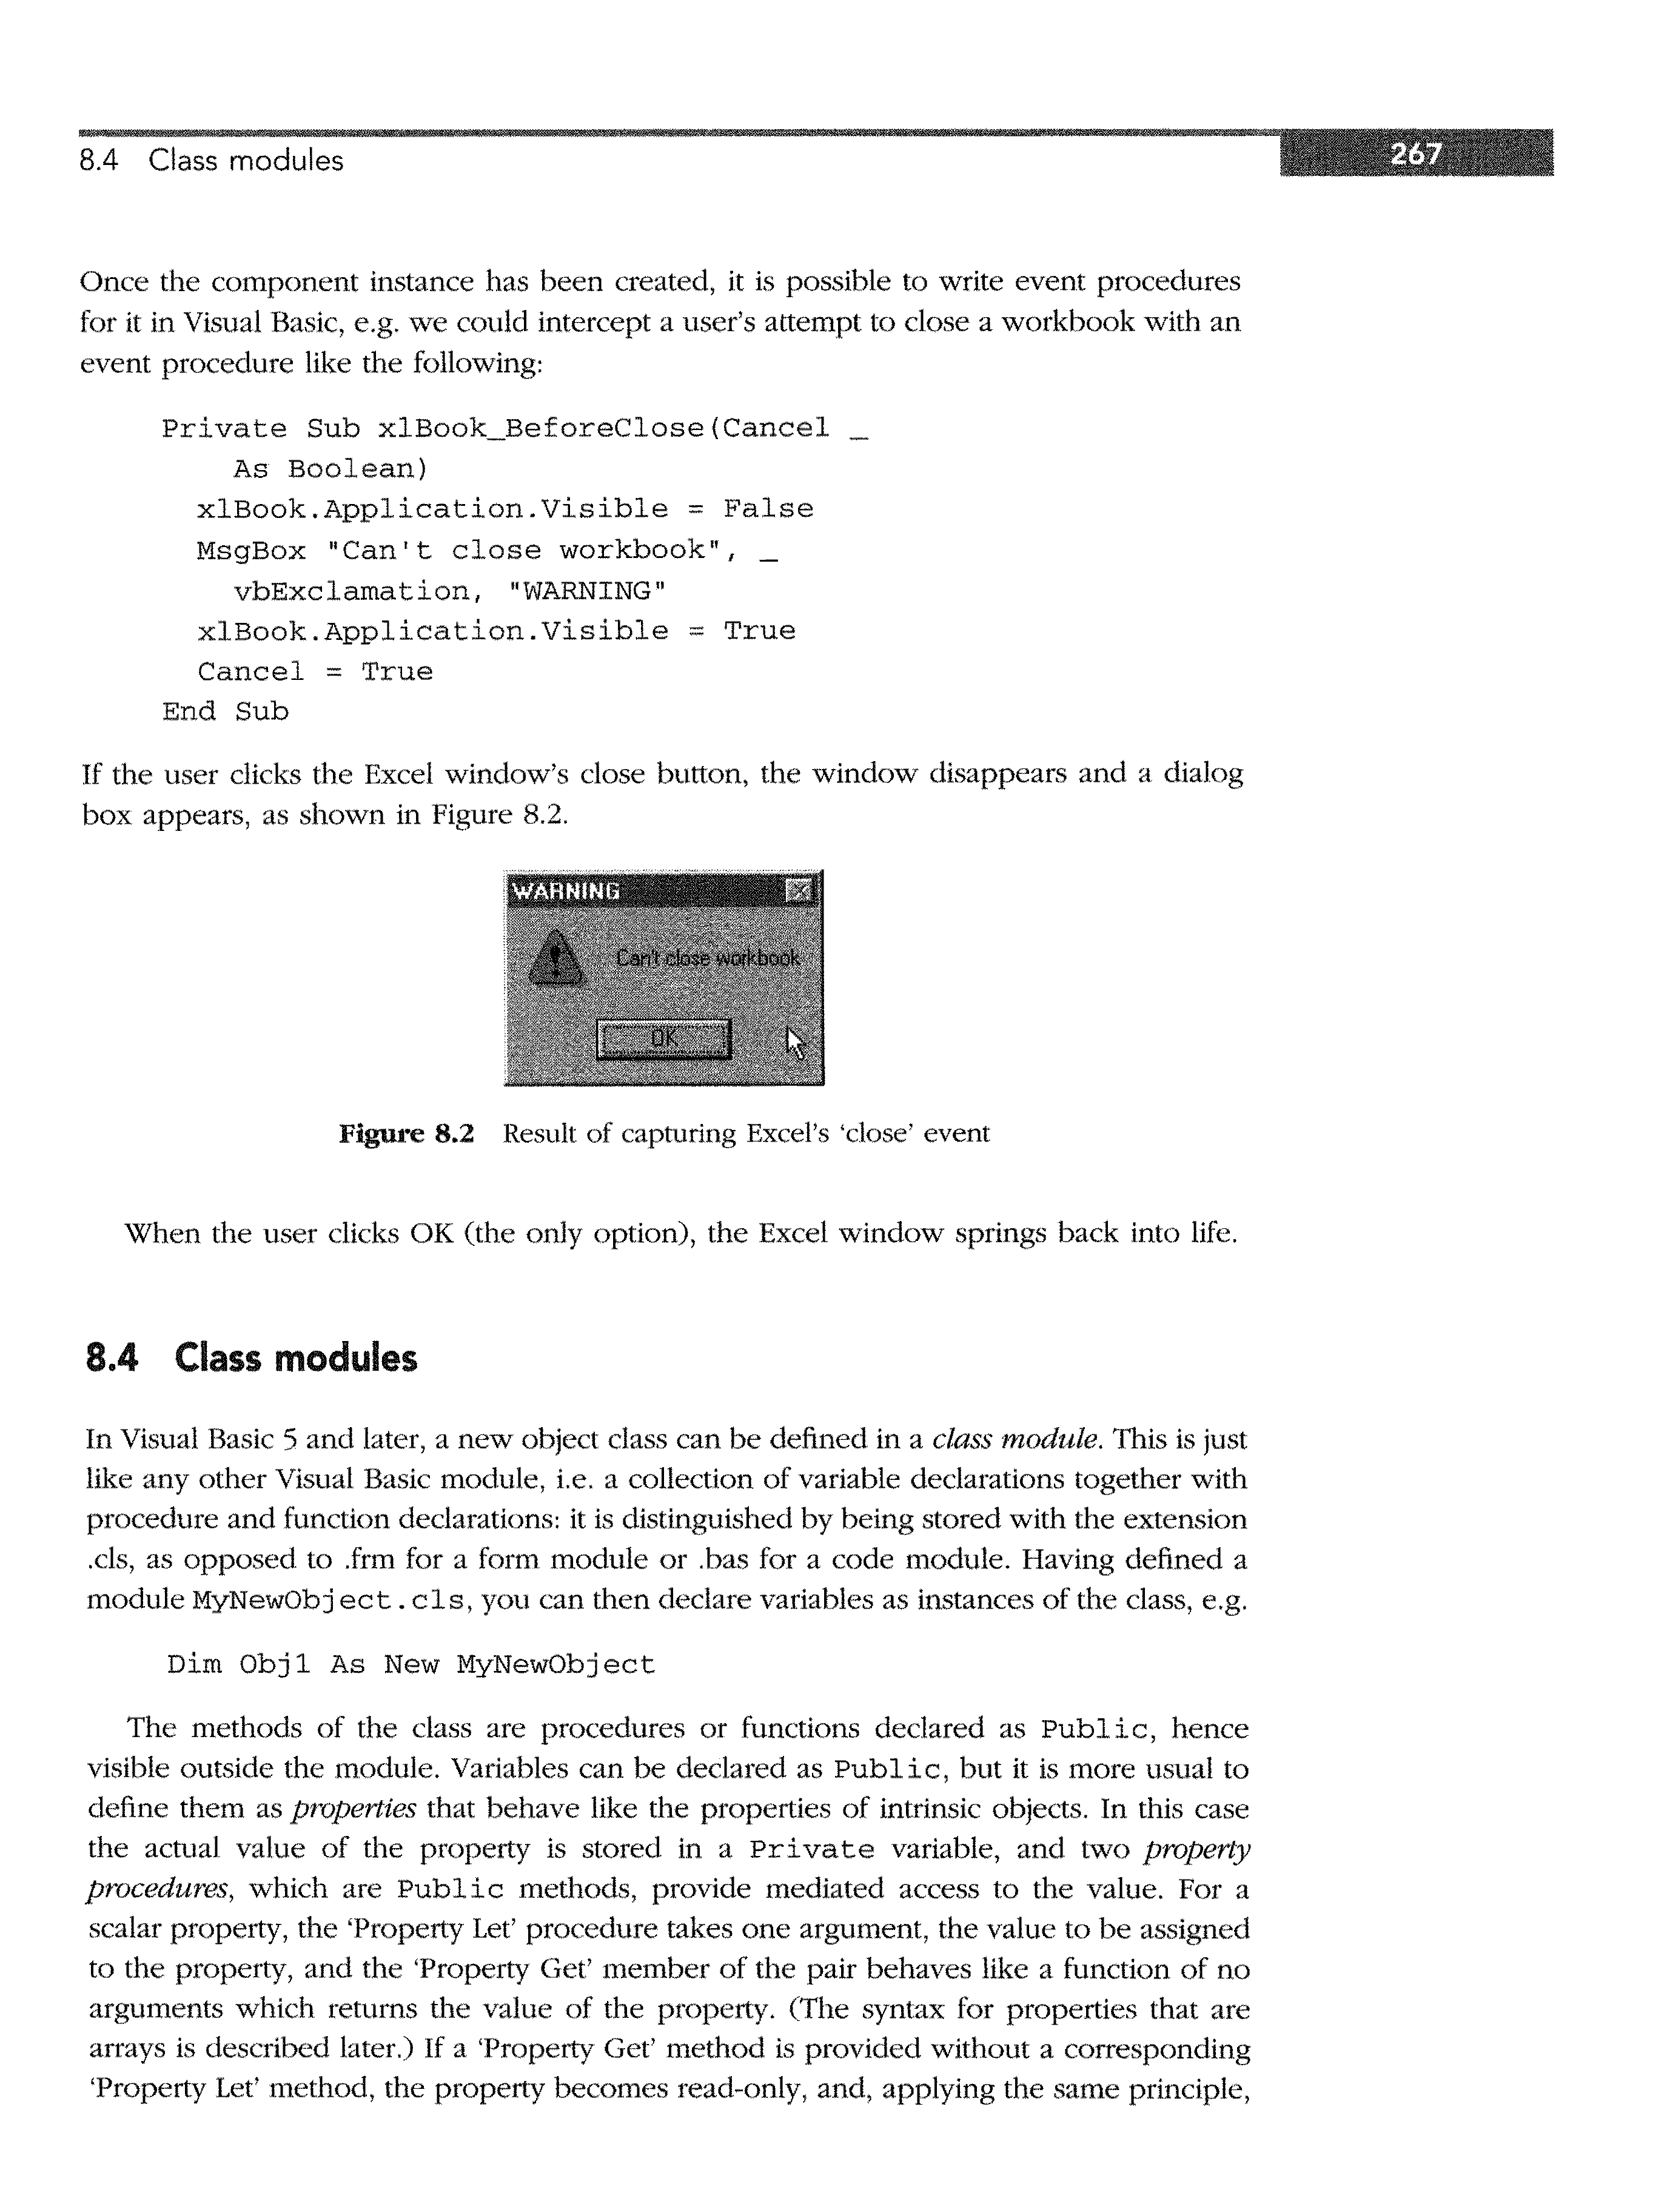 8.4 Class modules
267
Once the component instance has been created, it is possible to write event procedures
for it in Visual Basic, e.g. we could intercept a user's attempt to close a workbook with an
event procedure like the following:
Private Sub xlBook_BeforeClose(Cancel _
As Boolean)
xlBook.Application.Visible = False
MsgBox "Can't close workbook", _
vbExclamation, "WARNING"
xlBook.Application.Visible = True
Cancel = True
End Sub
If the user clicks the Excel window's close button, the window disappears and a dialog
box appears, as shown in Figure 8.2.
WARNING
Can't close workbook
OK
Figure 8.2 Result of capturing Excel's 'close' event
When the user clicks OK (the only option), the Excel window springs back into life.
8.4 Class modules
In Visual Basic 5 and later, a new object class can be defined in a class module. This is just
like any other Visual Basic module, i.e. a collection of variable declarations together with
procedure and function declarations: it is distinguished by being stored with the extension
.cls, as opposed to .frm for a form module or .bas for a code module. Having defined a
module MyNewObject.cls, you can then declare variables as instances of the class, e.g.
Dim Obj1 As New MyNewObject
The methods of the class are procedures or functions declared as Public, hence
visible outside the module. Variables can be declared as Public, but it is more usual to
define them as properties that behave like the properties of intrinsic objects. In this case
the actual value of the property is stored in a Private variable, and two property
procedures, which are Public methods, provide mediated access to the value. For a
scalar property, the 'Property Let' procedure takes one argument, the value to be assigned
to the property, and the 'Property Get' member of the pair behaves like a function of no
arguments which returns the value of the property. (The syntax for properties that are
arrays is described later.) If a 'Property Get' method is provided without a corresponding
'Property Let' method, the property becomes read-only, and, applying the same principle,